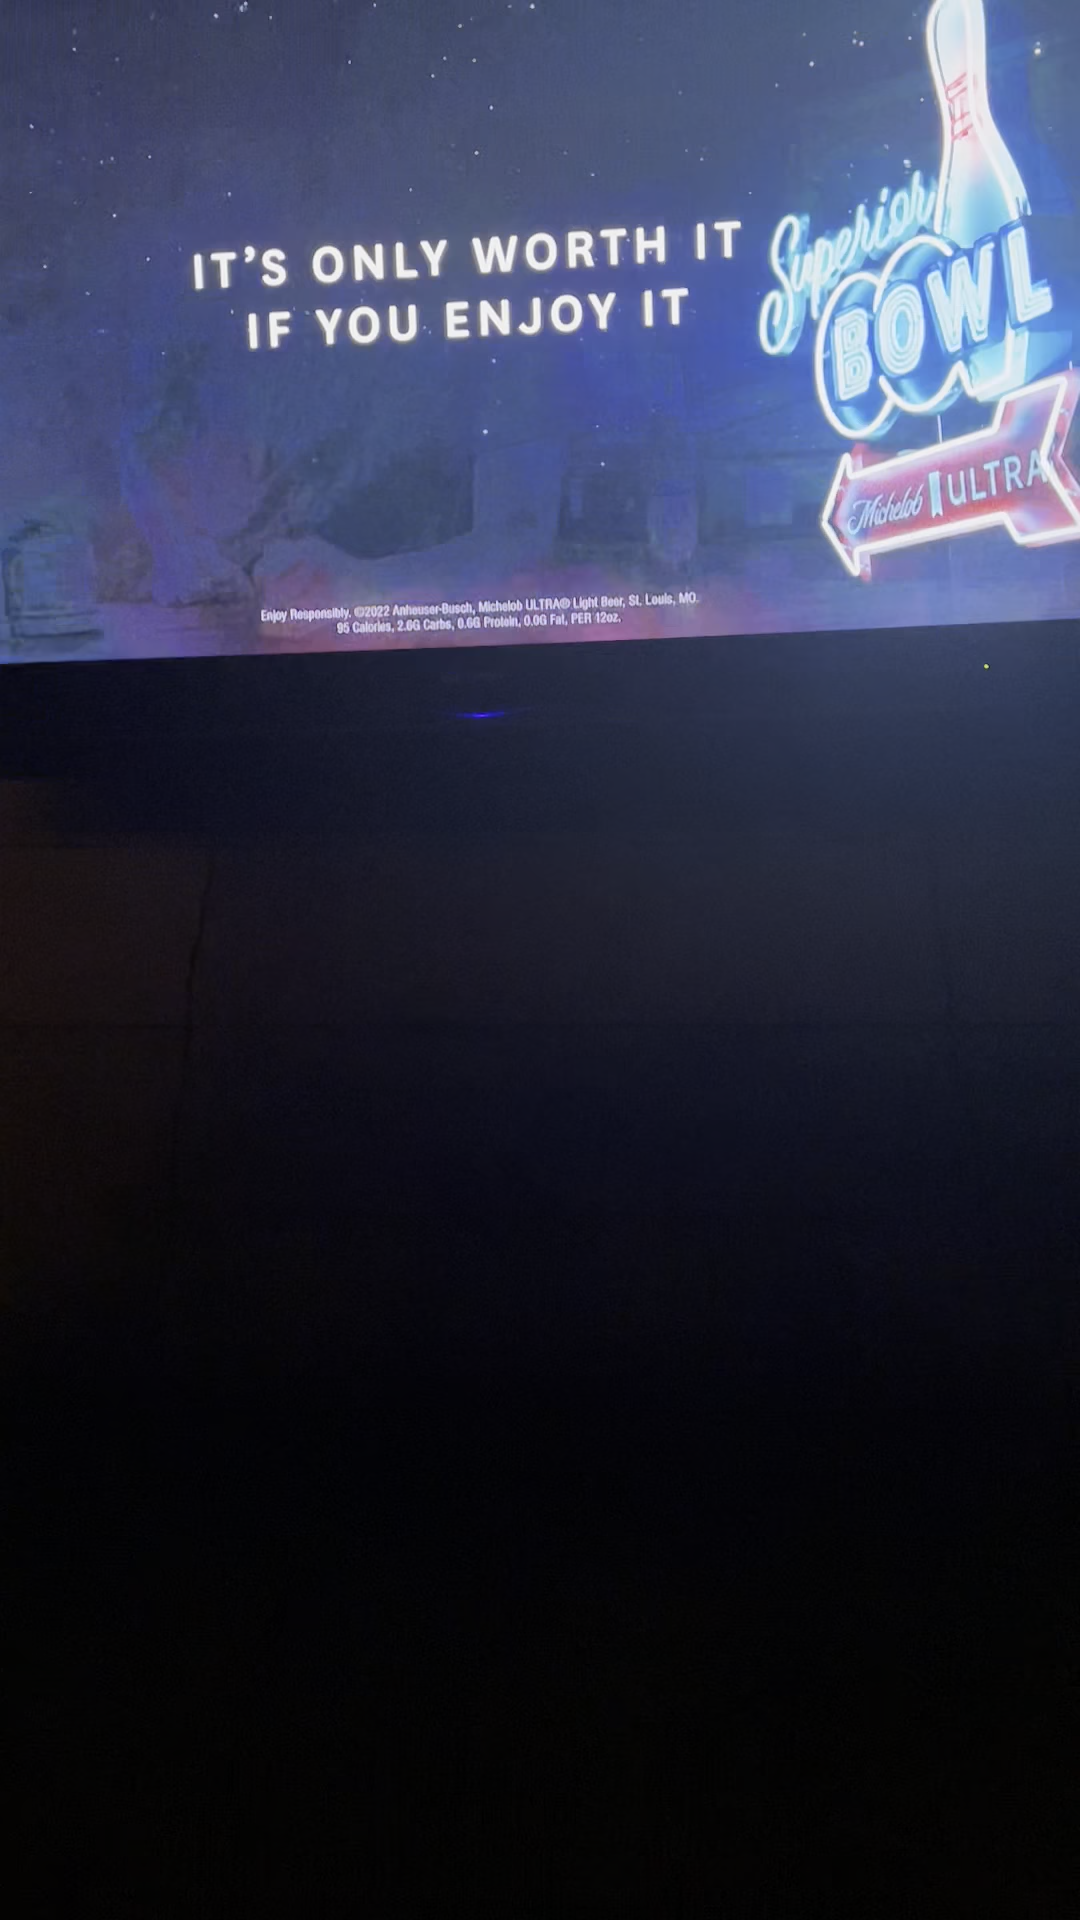 IT'S ONLY WORTH IT
IF YOU ENJOY IT
Superior
BOWL
Michelob ULTRA
Enjoy Responsibly. ©2022 Anheuser-Busch, Michelob ULTRA® Light Beer, St. Louis, MO.
95 Calories, 2.6G Carbs, 0.6G Protein, 0.0G Fat, PER 12oz.